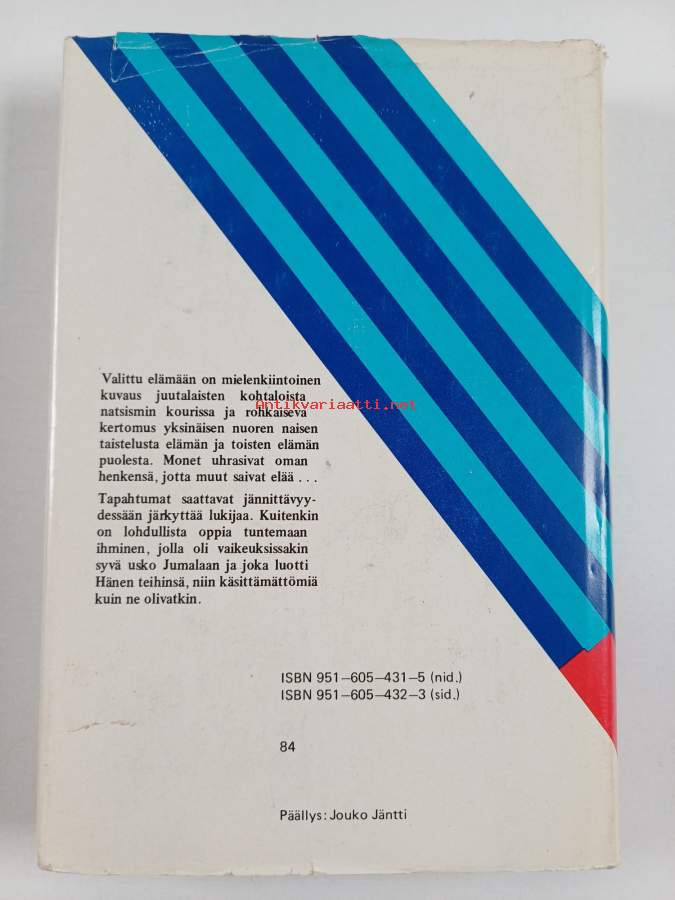 Valittu elämään on mielenkiintoinen
kuvaus juutalaisten kohtaloista
Antikvariaatti.net
natsismin kourissa ja rohkaiseva
kertomus yksinäisen nuoren naisen
taistelusta elämän ja toisten elämän
puolesta. Monet uhrasivat oman
henkensä, jotta muut saivat elää . . .
Tapahtumat saattavat jännittävyy-
dessään järkyttää lukijaa. Kuitenkin
on lohdullista oppia tuntemaan
ihminen, jolla oli vaikeuksissakin
syvä usko Jumalaan ja joka luotti
Hänen teihinsä, niin käsittämättömiä
kuin ne olivatkin.
ISBN 951–605–431–5 (nid.)
ISBN 951–605–432–3 (sid.)
84
Päällys: Jouko Jäntti